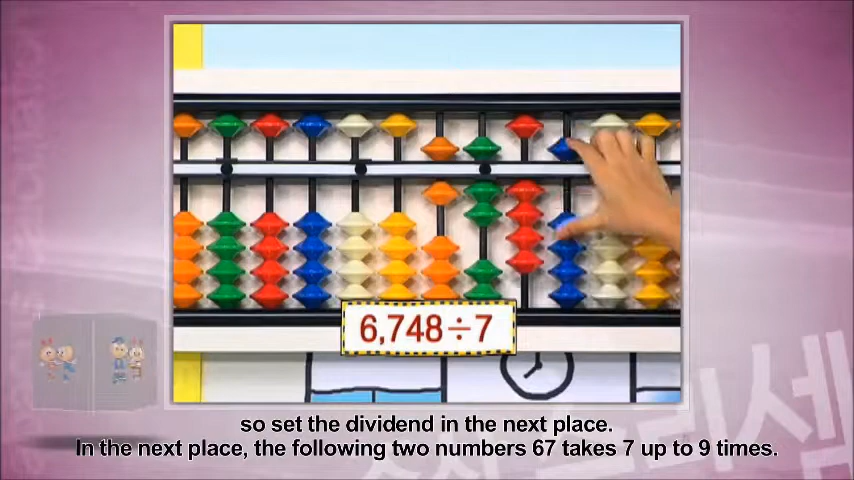 6,748÷7
so set the dividend in the next place.
In the next place, the following two numbers 67 takes 7 up to 9 times.